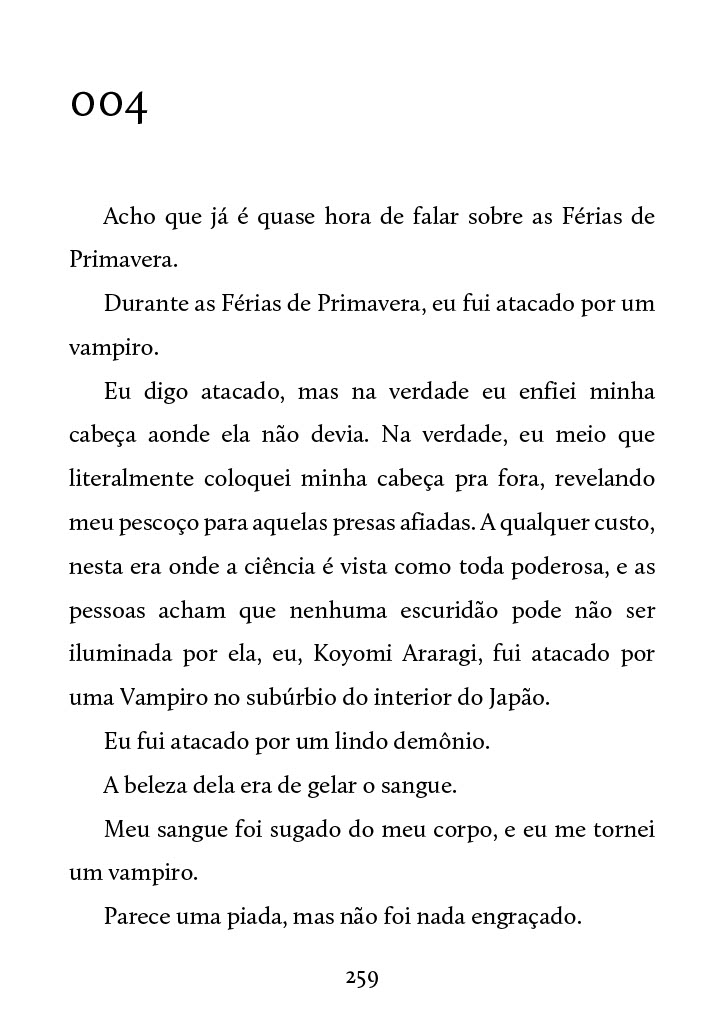 004
Acho que já é quase hora de falar sobre as Férias de
Primavera.
Durante as Férias de Primavera, eu fui atacado por um
vampiro.
Eu digo atacado, mas na verdade eu enfiei minha
cabeça aonde ela não devia. Na verdade, eu meio que
literalmente coloquei minha cabeça pra fora, revelando
meu pescoço para aquelas presas afiadas. A qualquer custo,
nesta era onde a ciência é vista como toda poderosa, e as
pessoas acham que nenhuma escuridão pode não ser
iluminada por ela, eu, Koyomi Araragi, fui atacado por
uma Vampiro no subúrbio do interior do Japão.
Eu fui atacado por um lindo demônio.
A beleza dela era de gelar o sangue.
Meu sangue foi sugado do meu corpo, e eu me tornei
um vampiro.
Parece uma piada, mas não foi nada engraçado.
259